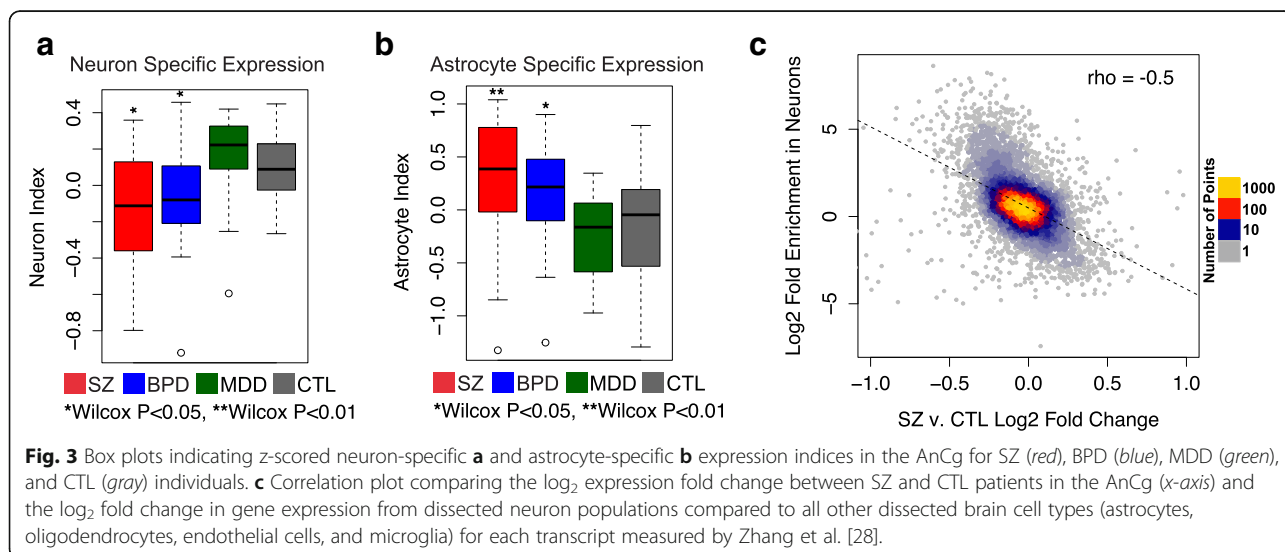 a
Neuron Specific Expression
Neuron Index
0.4
0.0
−0.4
−0.8
* *
SZ BPD MDD CTL
*Wilcox P<0.05, **Wilcox P<0.01
b
Astrocyte Specific Expression
Astrocyte Index
1.0
0.5
0.0
−0.5
−1.0
** *
SZ BPD MDD CTL
*Wilcox P<0.05, **Wilcox P<0.01
c
rho = -0.5
Log2 Fold Enrichment in Neurons
5
0
−5
−1.0 −0.5 0.0 0.5 1.0
SZ v. CTL Log2 Fold Change
Number of Points
1000
100
10
1
Fig. 3 Box plots indicating z-scored neuron-specific a and astrocyte-specific b expression indices in the AnCg for SZ (red), BPD (blue), MDD (green),
and CTL (gray) individuals. c Correlation plot comparing the log2 expression fold change between SZ and CTL patients in the AnCg (x-axis) and
the log2 fold change in gene expression from dissected neuron populations compared to all other dissected brain cell types (astrocytes,
oligodendrocytes, endothelial cells, and microglia) for each transcript measured by Zhang et al. [28].